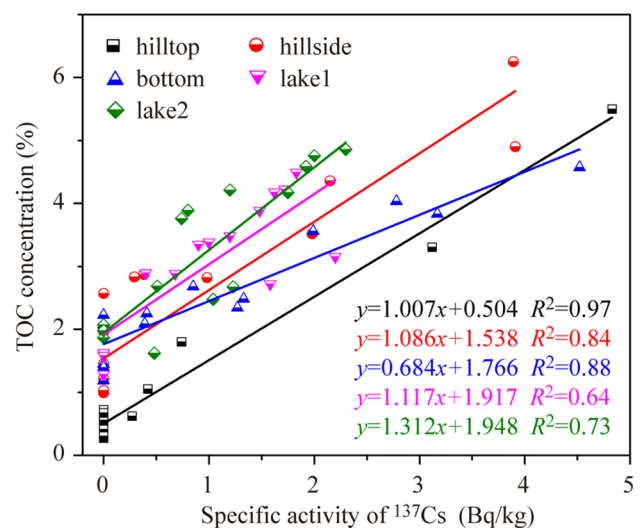 hilltop hillside
bottom lake1
lake2
TOC concentration (%)
6
4
2
0
y=1.007x+0.504 R²=0.97
y=1.086x+1.538 R²=0.84
y=0.684x+1.766 R²=0.88
y=1.117x+1.917 R²=0.64
y=1.312x+1.948 R²=0.73
0 1 2 3 4 5
Specific activity of ¹³⁷Cs (Bq/kg)